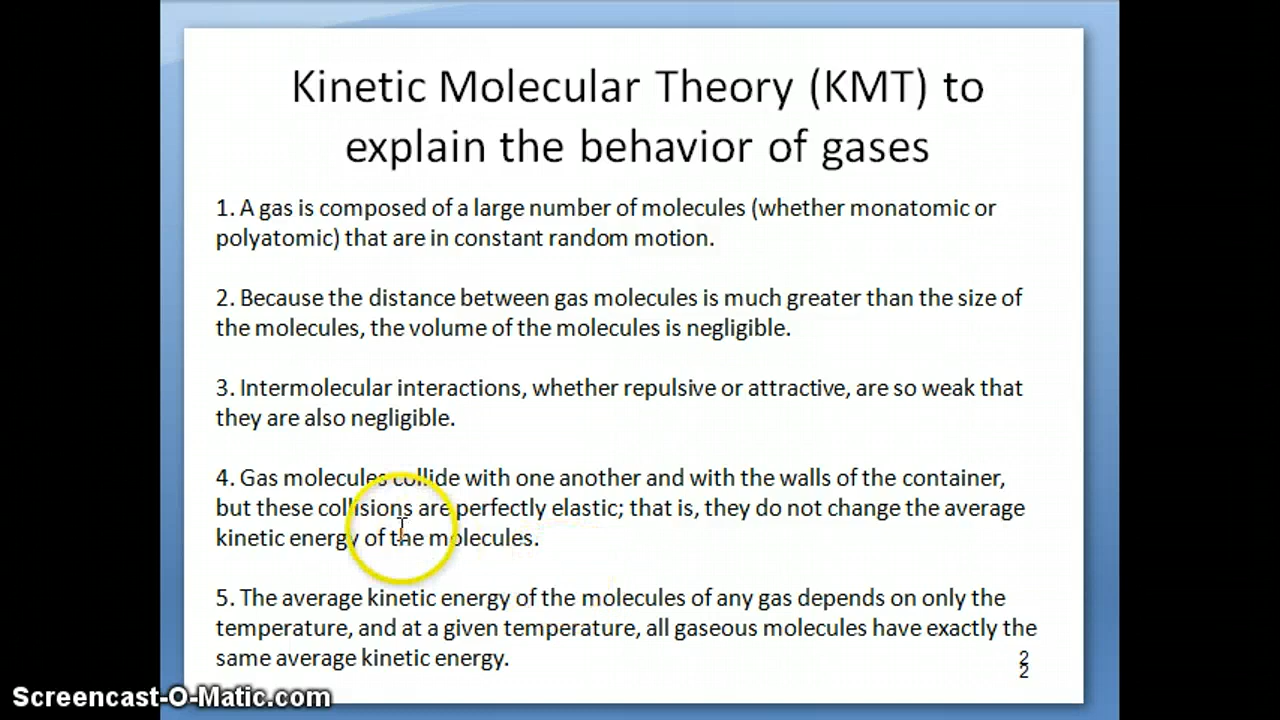 Kinetic Molecular Theory (KMT) to
explain the behavior of gases
1. A gas is composed of a large number of molecules (whether monatomic or
polyatomic) that are in constant random motion.
2. Because the distance between gas molecules is much greater than the size of
the molecules, the volume of the molecules is negligible.
3. Intermolecular interactions, whether repulsive or attractive, are so weak that
they are also negligible.
4. Gas molecules collide with one another and with the walls of the container,
but these collisions are perfectly elastic; that is, they do not change the average
kinetic energy of the molecules.
5. The average kinetic energy of the molecules of any gas depends on only the
temperature, and at a given temperature, all gaseous molecules have exactly the
same average kinetic energy.
2
2
Screencast-O-Matic.com